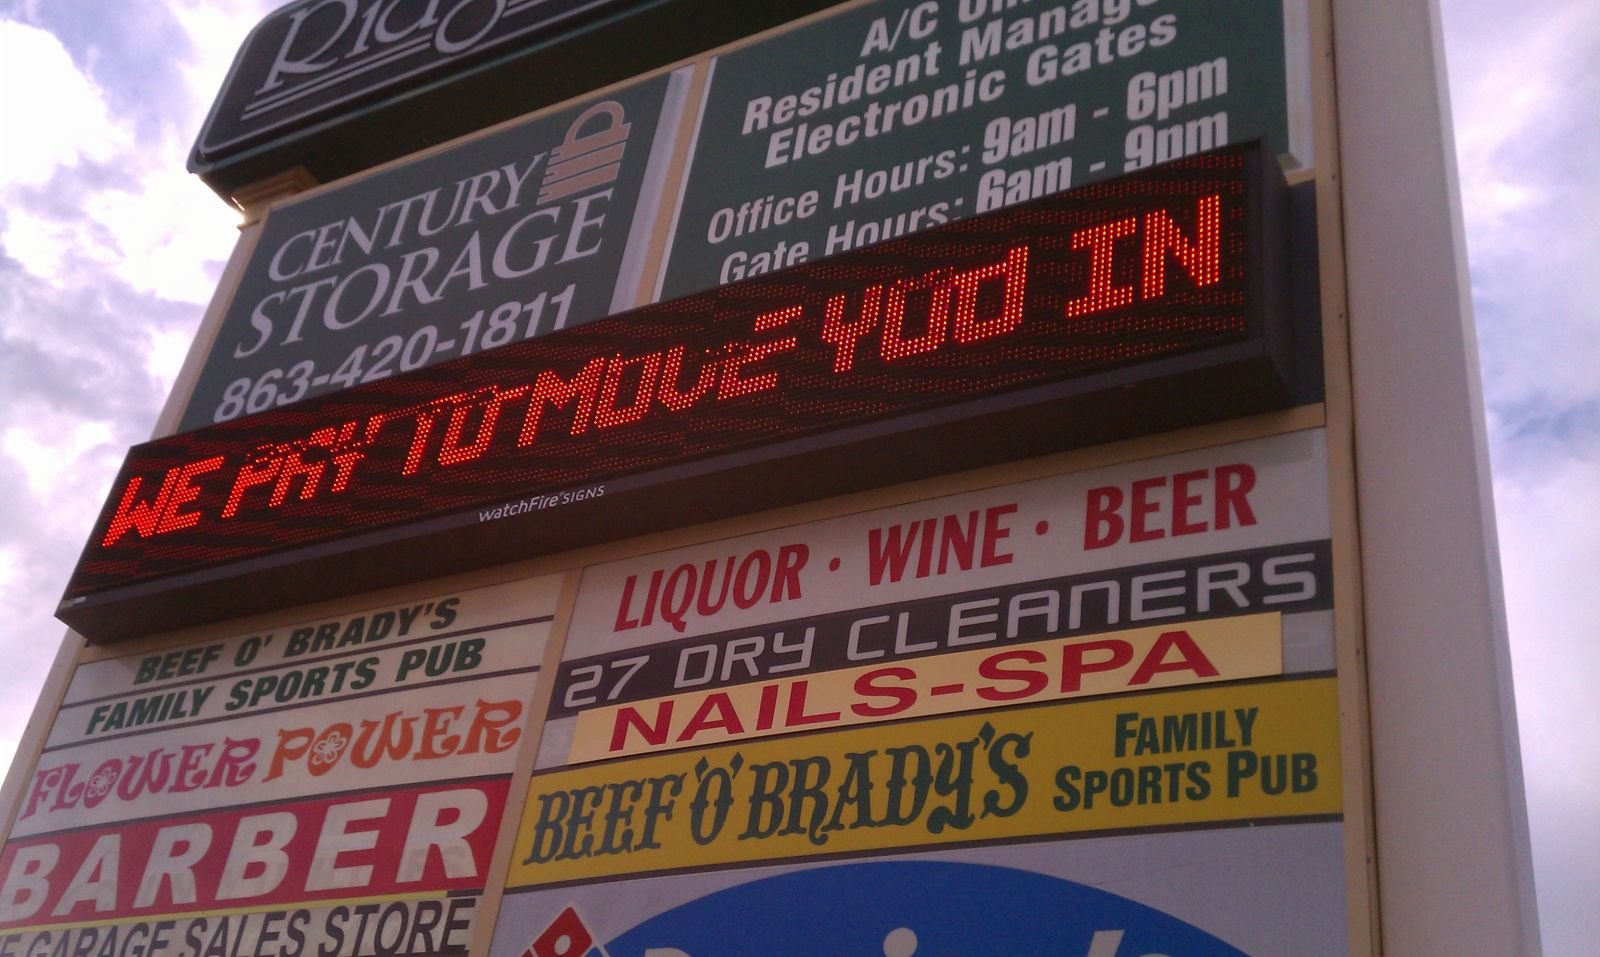 A/C
Resident Manager
Electronic Gates
Office Hours: 9am - 6pm
Gate Hours: 6am - 9pm
CENTURY
STORAGE
863-420-1811
WE PAY TO MOVE YOU IN
watchFire SIGNS
BEEF O' BRADY'S
FAMILY SPORTS PUB
FLOWER POWER
BARBER
GARAGE SALES STORE
LIQUOR · WINE · BEER
27 DRY CLEANERS
NAILS-SPA
BEEF 'O' BRADY'S FAMILY
SPORTS PUB